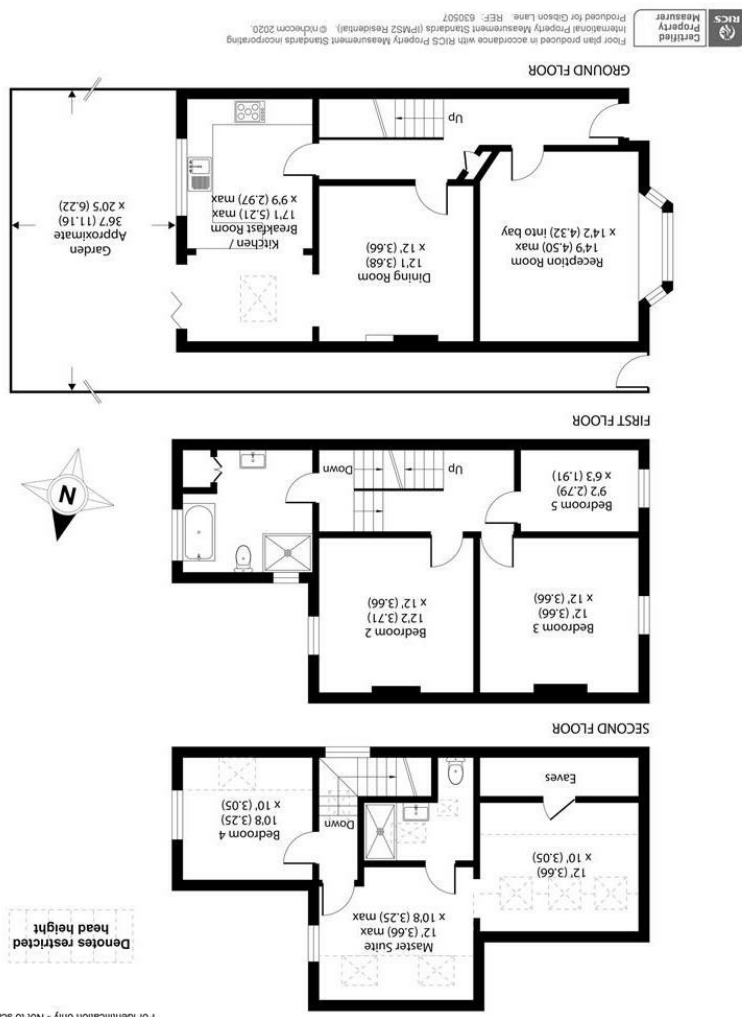 For identification only - Not to
Denotes restricted
head height
Master Suite
12' (3.66) max
x 10'8 (3.25) max
12' (3.66)
x 10' (3.05)
Down
Bedroom 4
10'8 (3.25)
x 10' (3.05)
Eaves
SECOND FLOOR
Bedroom 3
12' (3.66)
x 12' (3.66)
Bedroom 2
12'2 (3.71)
x 12' (3.66)
Bedroom 5
9'2 (2.79)
x 6'3 (1.91)
Up
Down
N
FIRST FLOOR
Reception Room
14'9 (4.50) max
x 14'2 (4.32) into bay
Dining Room
12'1 (3.68)
x 12' (3.66)
Kitchen /
Breakfast Room
17'1 (5.21) max
x 9'9 (2.97) max
Garden
Approximate
36'7 (11.16)
x 20'5 (6.22)
Up
GROUND FLOOR
RICS
Certified
Property
Measurer
Floor plan produced in accordance with RICS Property Measurement Standards incorporating
International Property Measurement Standards (IPMS2 Residential). ©nichecom 2020.
Produced for Gibson Lane. REF: 630507